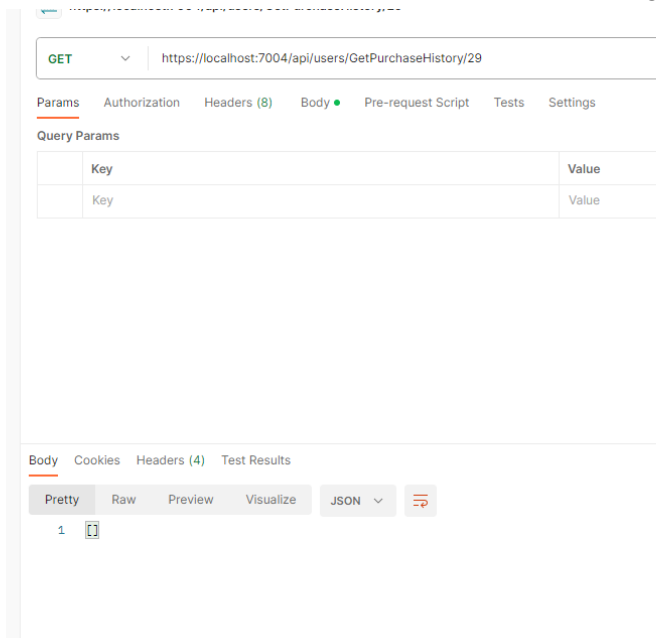 GET https://localhost:7004/api/users/GetPurchaseHistory/29
Params Authorization Headers (8) Body Pre-request Script Tests Settings
Query Params
Key Value
Key Value
Body Cookies Headers (4) Test Results
Pretty Raw Preview Visualize JSON
1 []